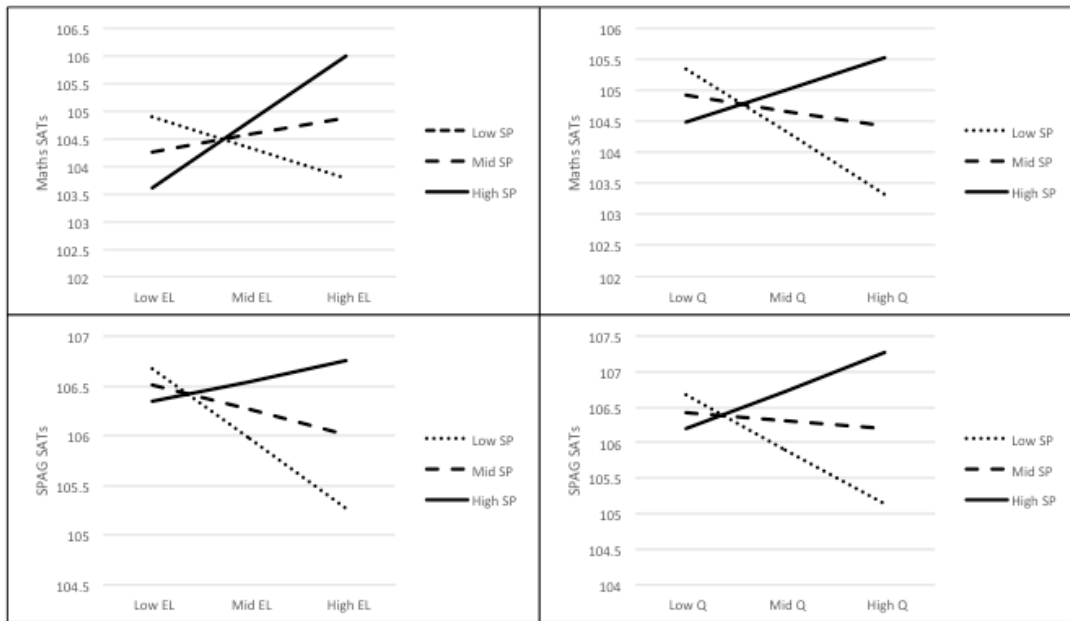 106.5
106
105.5
105
104.5
104
103.5
103
102.5
102
Maths SATs
Low EL Mid EL High EL
Low SP
Mid SP
High SP
106
105.5
105
104.5
104
103.5
103
102.5
102
Maths SATs
Low Q Mid Q High Q
Low SP
Mid SP
High SP
107
106.5
106
105.5
105
104.5
SPAG SATs
Low EL Mid EL High EL
Low SP
Mid SP
High SP
107.5
107
106.5
106
105.5
105
104.5
104
SPAG SATs
Low Q Mid Q High Q
Low SP
Mid SP
High SP